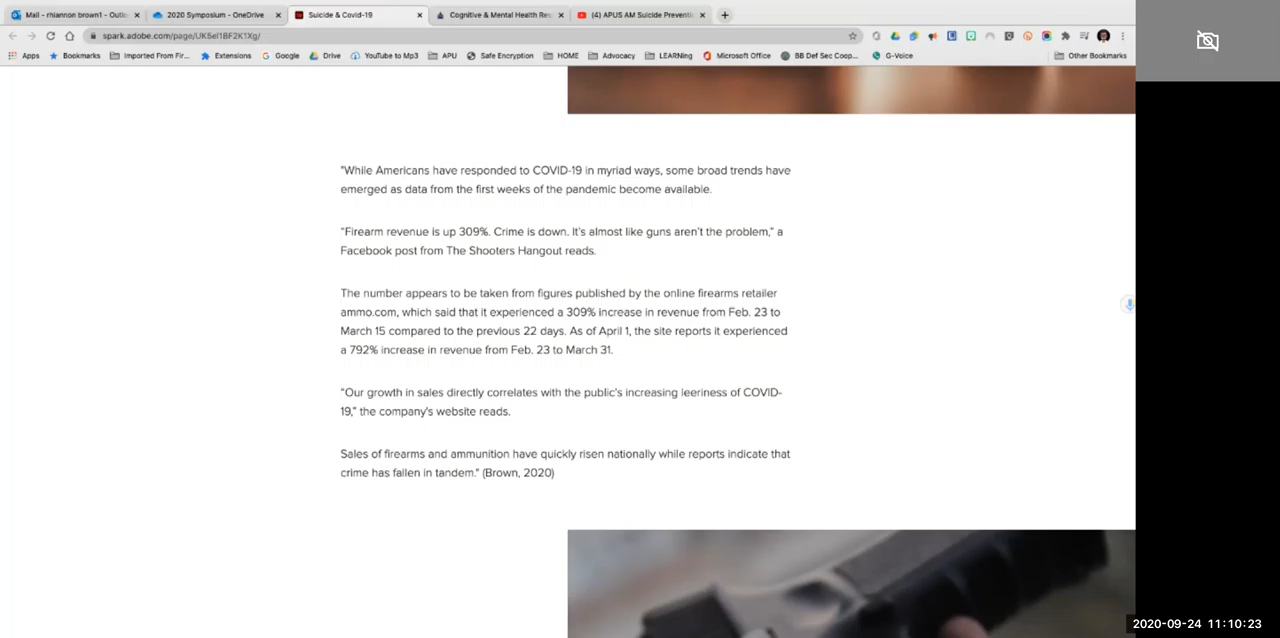 Mail - rhiannon brown1 - Outlo
2020 Symposium - OneDrive
Suicide & Covid-19
Cognitive & Mental Health Res
(4) APUS AM Suicide Preventi
spark.adobe.com/page/UK5eI1BF2K1Xg/
Apps
Bookmarks
Imported From Fir...
Extensions
Google
Drive
YouTube to Mp3
APU
Safe Encryption
HOME
Advocacy
LEARNing
Microsoft Office
BB Def Sec Coop...
G-Voice
Other Bookmarks
"While Americans have responded to COVID-19 in myriad ways, some broad trends have
emerged as data from the first weeks of the pandemic become available.
“Firearm revenue is up 309%. Crime is down. It’s almost like guns aren’t the problem,” a
Facebook post from The Shooters Hangout reads.
The number appears to be taken from figures published by the online firearms retailer
ammo.com, which said that it experienced a 309% increase in revenue from Feb. 23 to
March 15 compared to the previous 22 days. As of April 1, the site reports it experienced
a 792% increase in revenue from Feb. 23 to March 31.
“Our growth in sales directly correlates with the public’s increasing leeriness of COVID-
19,” the company's website reads.
Sales of firearms and ammunition have quickly risen nationally while reports indicate that
crime has fallen in tandem." (Brown, 2020)
2020-09-24 11:10:23